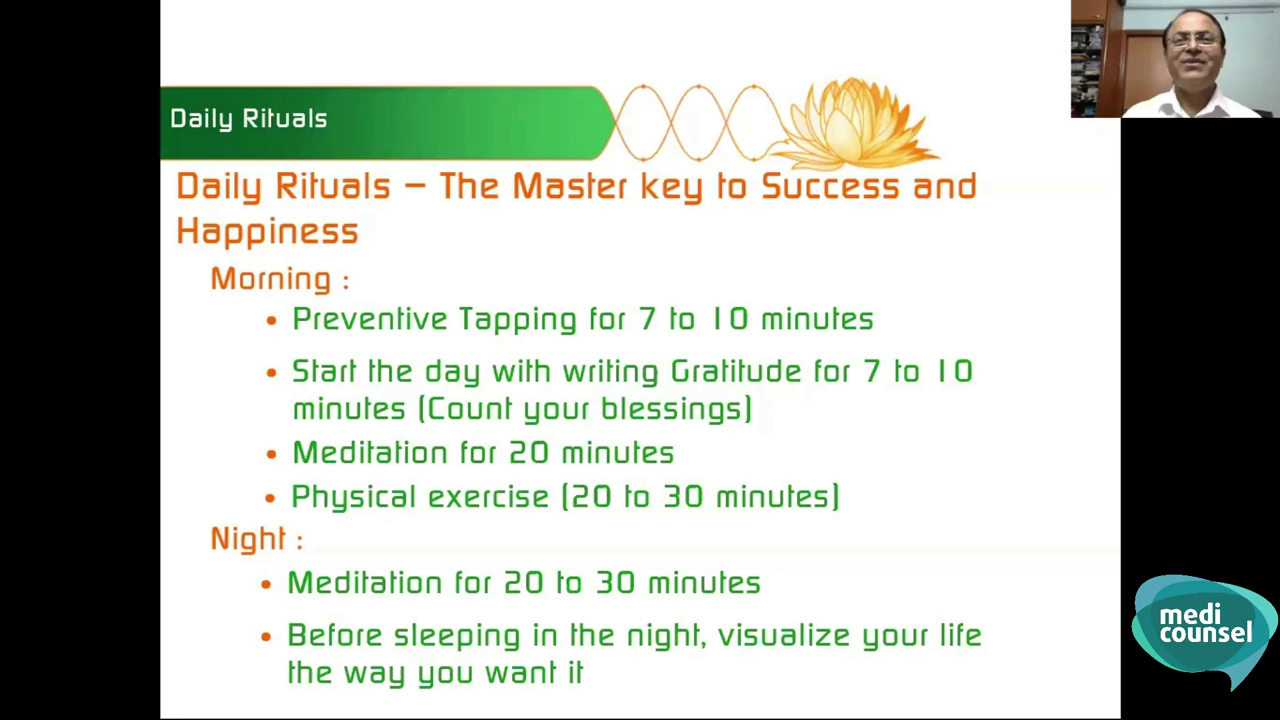 Daily Rituals
Daily Rituals – The Master key to Success and
Happiness
Morning :
• Preventive Tapping for 7 to 10 minutes
• Start the day with writing Gratitude for 7 to 10
minutes (Count your blessings)
• Meditation for 20 minutes
• Physical exercise (20 to 30 minutes)
Night :
• Meditation for 20 to 30 minutes
• Before sleeping in the night, visualize your life
the way you want it
medi
counsel